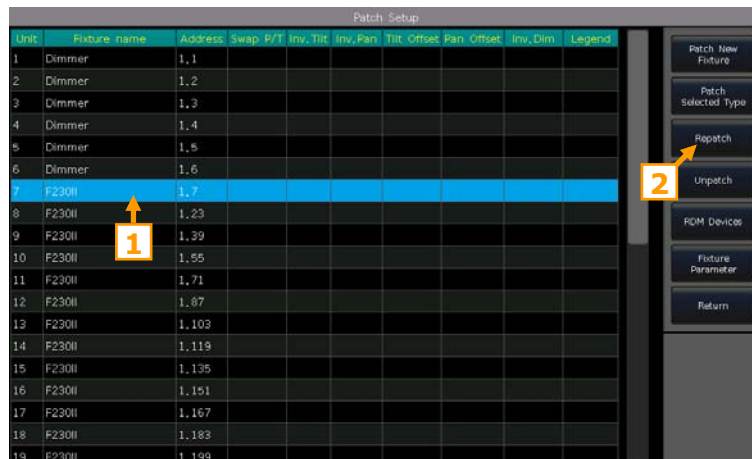 Patch Setup
Unit Fixture name Address Swap P/T Inv.Tilt Inv.Pan Tilt Offset Pan Offset Inv.Dim Legend
1 Dimmer 1.1
2 Dimmer 1.2
3 Dimmer 1.3
4 Dimmer 1.4
5 Dimmer 1.5
6 Dimmer 1.6
7 F230II 1.7
8 F230II 1.23
9 F230II 1.39
10 F230II 1.55
11 F230II 1.71
12 F230II 1.87
13 F230II 1.103
14 F230II 1.119
15 F230II 1.135
16 F230II 1.151
17 F230II 1.167
18 F230II 1.183
19 F230II 1.199
1
2
Patch New
Fixture
Patch
Selected Type
Repatch
Unpatch
RDM Devices
Fixture
Parameter
Return